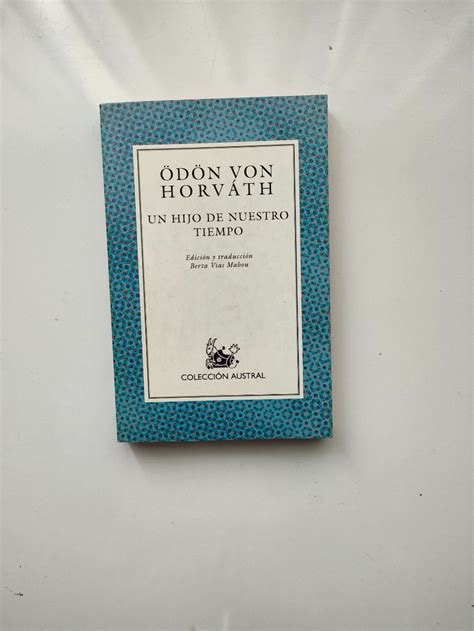 ÖDÖN VON
HORVÁTH
UN HIJO DE NUESTRO
TIEMPO
Edición y traducción
Berta Vias Mahou
COLECCIÓN AUSTRAL